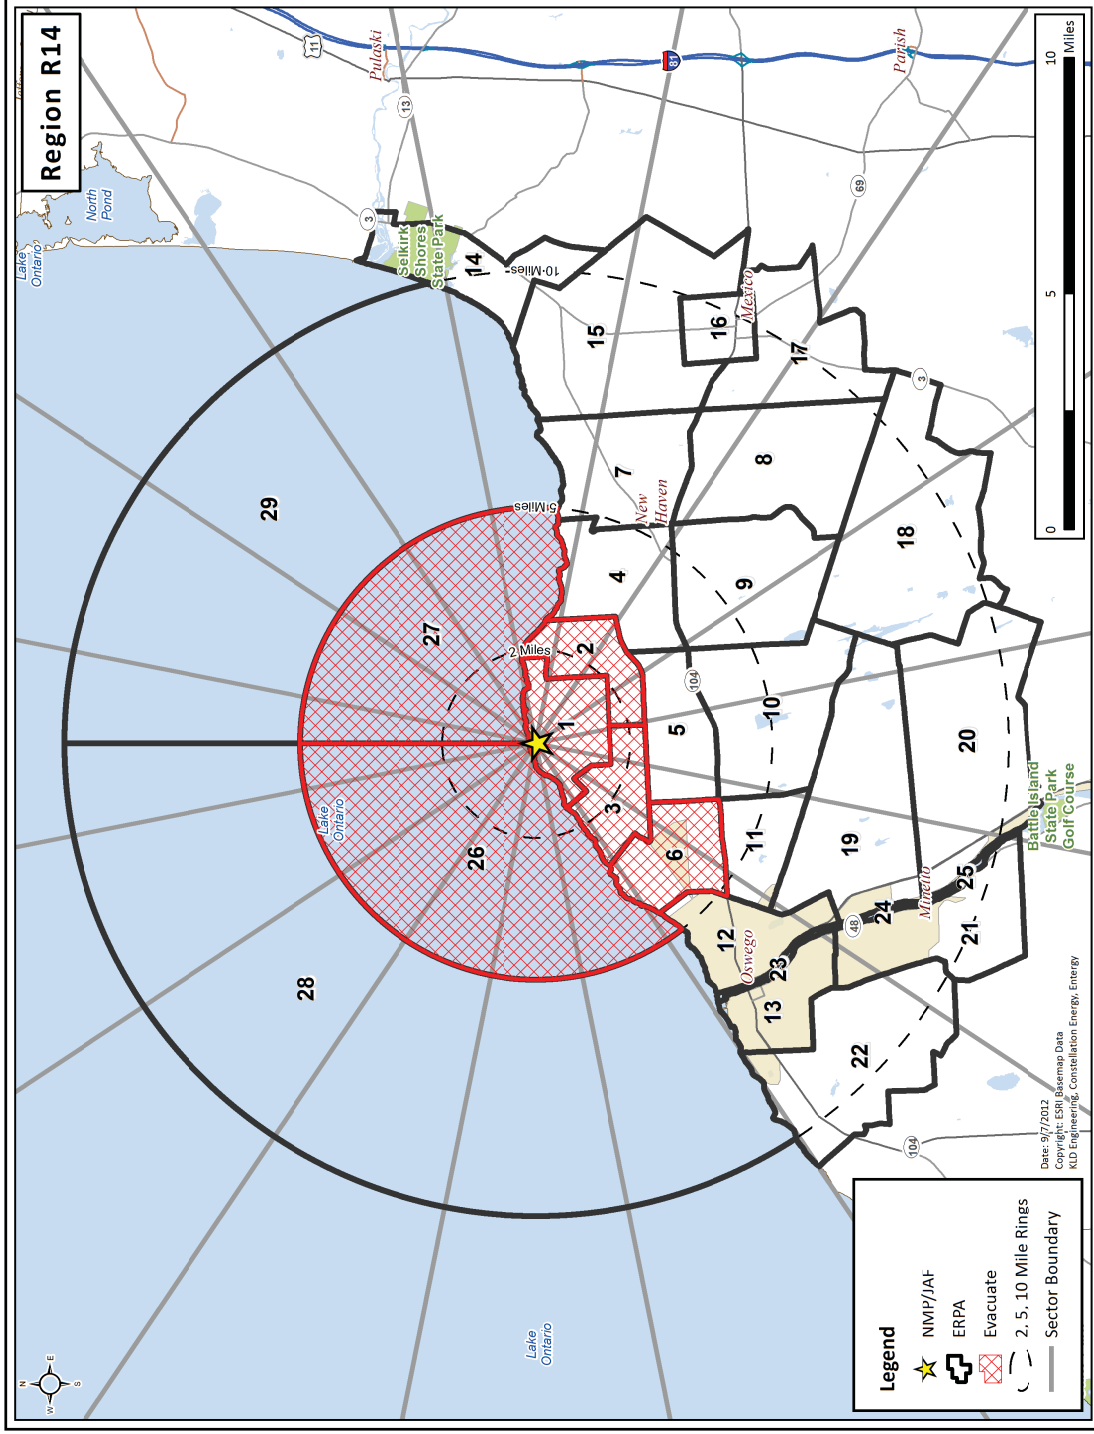 Region R14
N
W
E
S
Lake
Ontario
North
Pond
Lake
Ontario
Lake
Ontario
Pulaski
Parish
11
13
81
69
3
3
Selkirk
Shores
State Park
10 Miles
5 Miles
2 Miles
29
28
27
26
14
15
16
Mexico
17
7
New
Haven
8
4
9
18
2
1
3
5
6
104
10
11
19
20
12
Oswego
23
13
48
24
Minetto
25
21
22
104
Battle Island
State Park
Golf Course
0
5
10
Miles
Date: 9/7/2012
Copyright: ESRI Basemap Data
KLD Engineering, Constellation Energy, Entergy
Legend
NMP/JAF
ERPA
Evacuate
2, 5, 10 Mile Rings
Sector Boundary